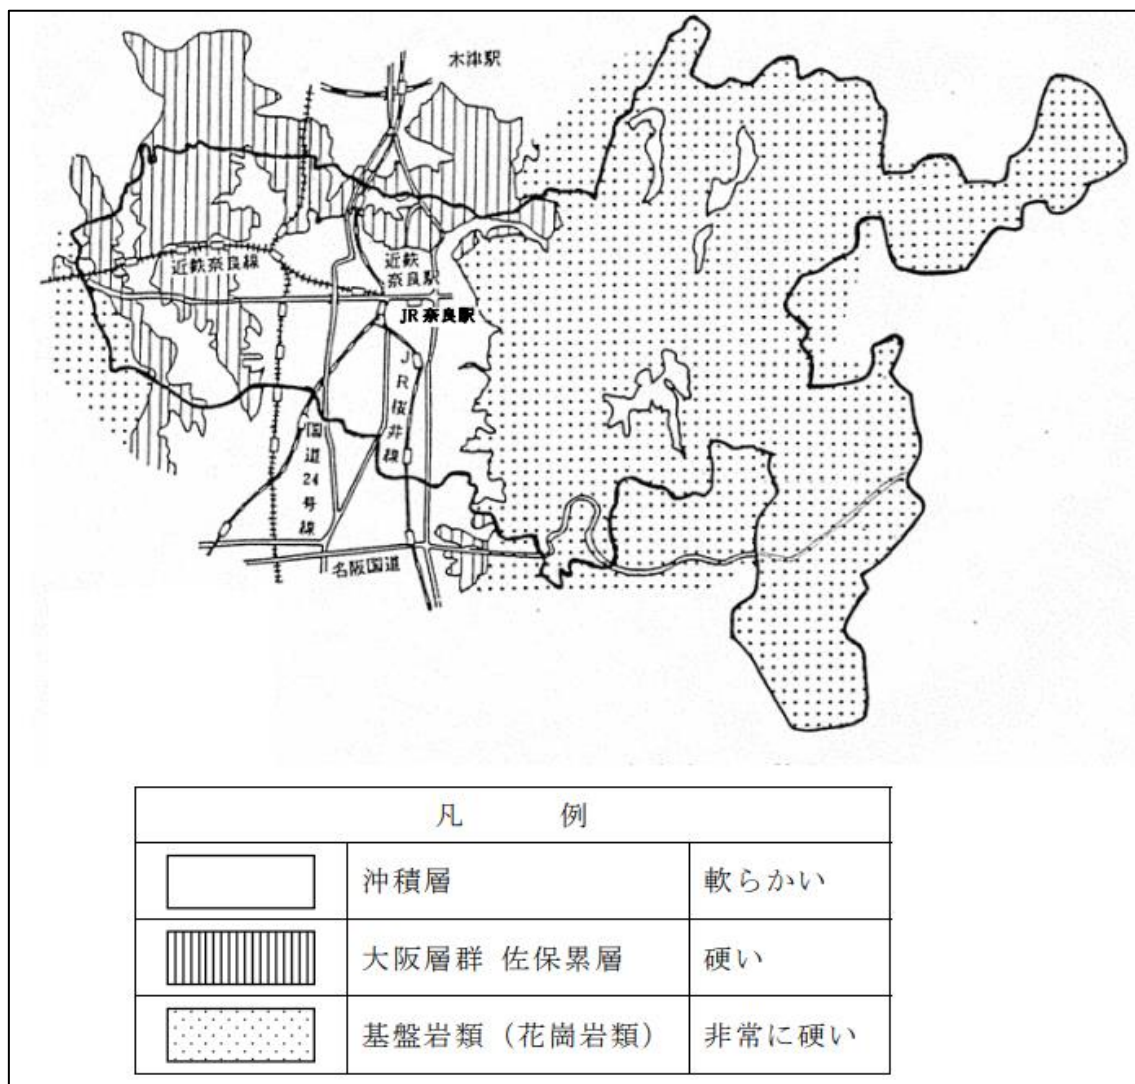 木津駅
近鉄奈良線
近鉄
奈良駅
JR 奈良駅
JR桜井線
国道24号線
名阪国道
凡 例
沖積層 軟らかい
大阪層群 佐保累層 硬い
基盤岩類（花崗岩類） 非常に硬い